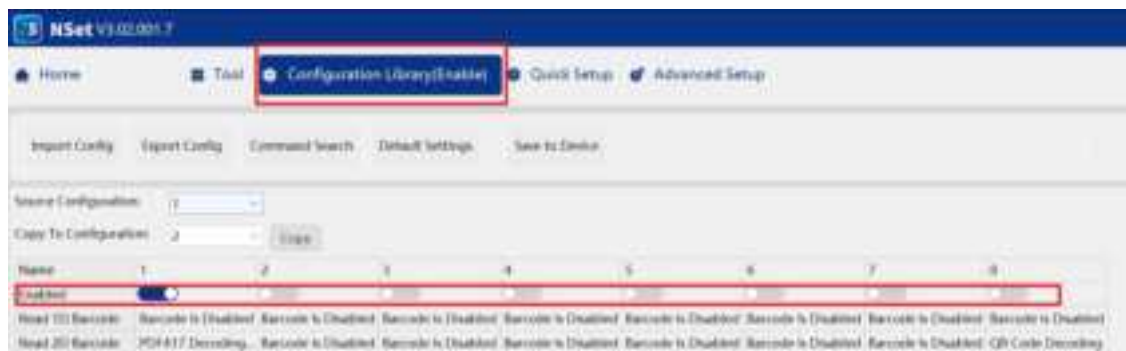 NSet V3.02.001.7
Home Tool Configuration Library(Enable) Quick Setup Advanced Setup
Import Config Export Config Command Search Default Settings Save to Device
Source Configuration: 1
Copy To Configuration: 2 Copy
Name 1 2 3 4 5 6 7 8
Enabled
Read 1D Barcode Barcode Is Disabled Barcode Is Disabled Barcode Is Disabled Barcode Is Disabled Barcode Is Disabled Barcode Is Disabled Barcode Is Disabled Barcode Is Disabled
Read 2D Barcode PDF417 Decoding... Barcode Is Disabled Barcode Is Disabled Barcode Is Disabled Barcode Is Disabled Barcode Is Disabled Barcode Is Disabled QR Code Decoding